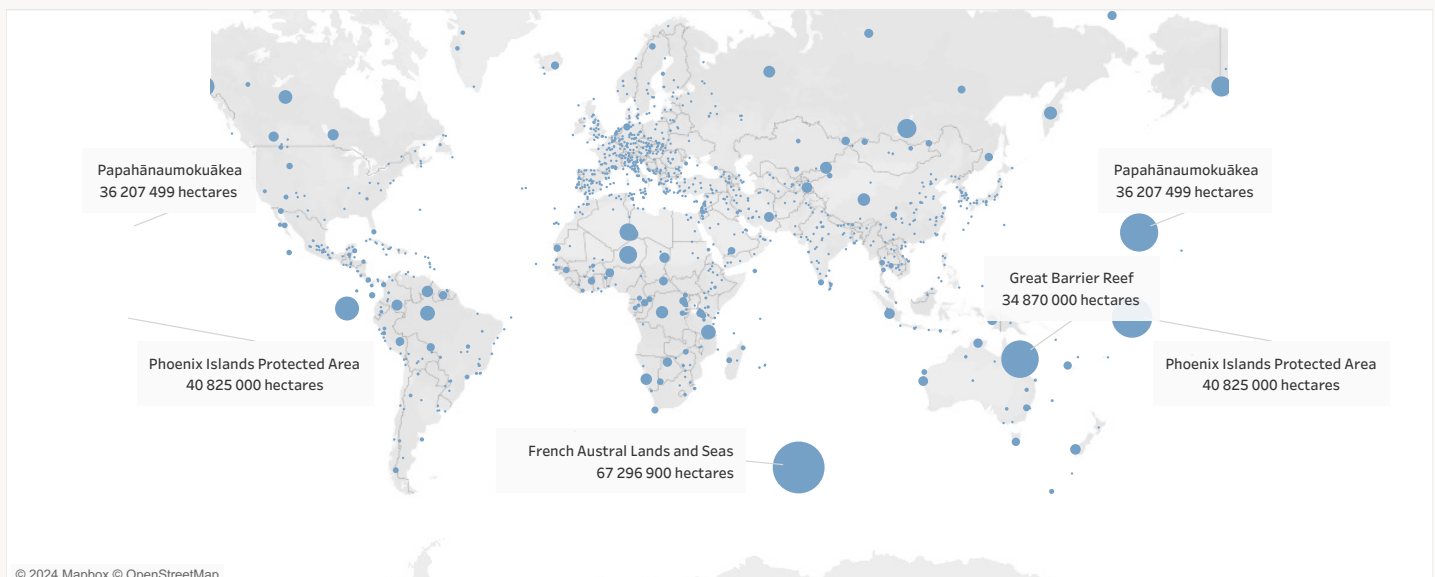 Papahānaumokuākea
36 207 499 hectares
Papahānaumokuākea
36 207 499 hectares
Great Barrier Reef
34 870 000 hectares
Phoenix Islands Protected Area
40 825 000 hectares
Phoenix Islands Protected Area
40 825 000 hectares
French Austral Lands and Seas
67 296 900 hectares
© 2024 Mapbox © OpenStreetMap